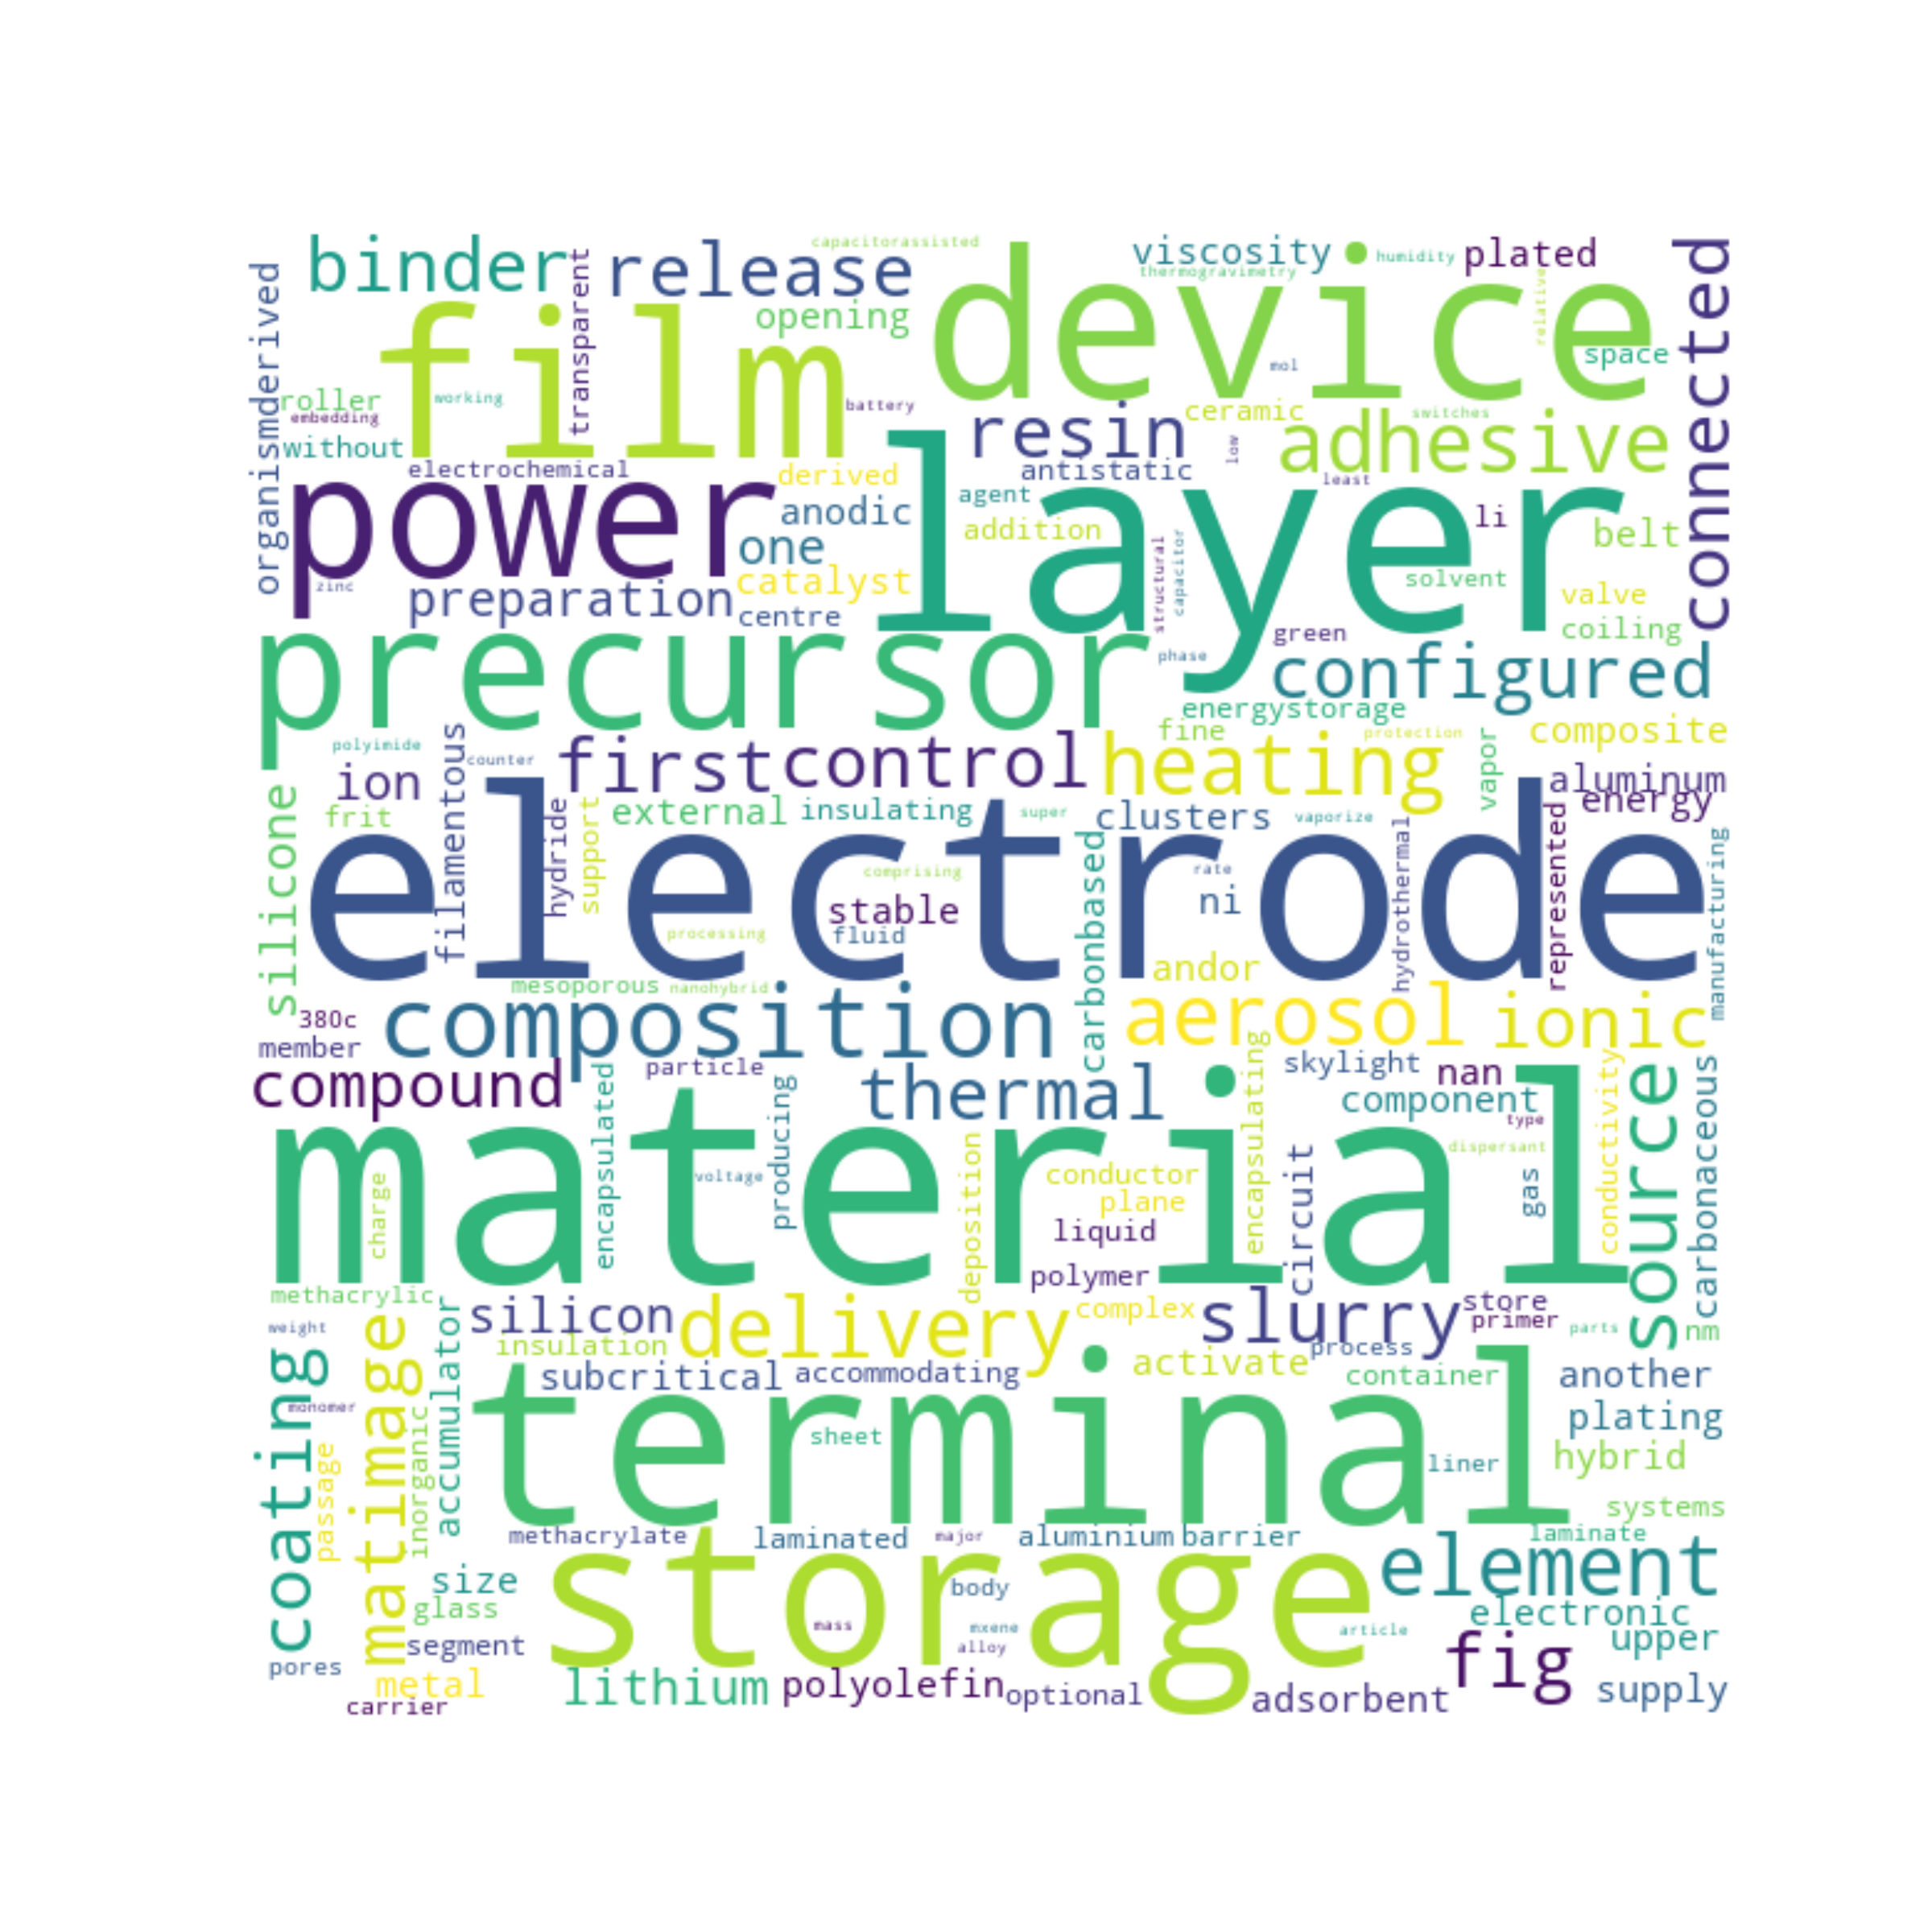 capacitorassisted
binder
release
viscosity
humidity
plated
connected
thermogravimetry
organismderived
transparent
film
opening
device
relative
space
mol
roller
working
embedding
battery
resin
ceramic
switches
adhesive
without
low
electrochemical
derived
antistatic
least
power
layer
anodic
agent
li
addition
belt
one
structural
capacitor
zinc
catalyst
solvent
valve
preparation
centre
green
coiling
precursor
phase
configured
energystorage
fine
protection
composite
polyimide
counter
filamentous
first
control
heating
vapor
ion
aluminum
energy
silicone
frit
hydride
support
external
insulating
super
clusters
vaporize
electrode
comprising
carbonbased
rate
hydrothermal
represented
manufacturing
stable
ni
processing
fluid
mesoporous
nanohybrid
andor
composition
aerosol
ionic
380c
member
compound
particle
thermal
encapsulating
skylight
nan
conductivity
source
carbonaceous
component
type
encapsulated
producing
material
dispersant
charge
voltage
deposition
conductor
circuit
gas
plane
liquid
polymer
methacrylic
accumulator
silicon
delivery
complex
slurry
store
primer
parts
nm
weight
insulation
process
coating
matimage
subcritical
accommodating
activate
container
another
terminal
monomer
inorganic
plating
sheet
passage
liner
hybrid
systems
methacrylate
laminated
major
aluminium
barrier
laminate
storage
element
size
body
glass
electronic
mass
mxene
article
segment
alloy
fig
upper
pores
metal
lithium
polyolefin
optional
adsorbent
supply
carrier